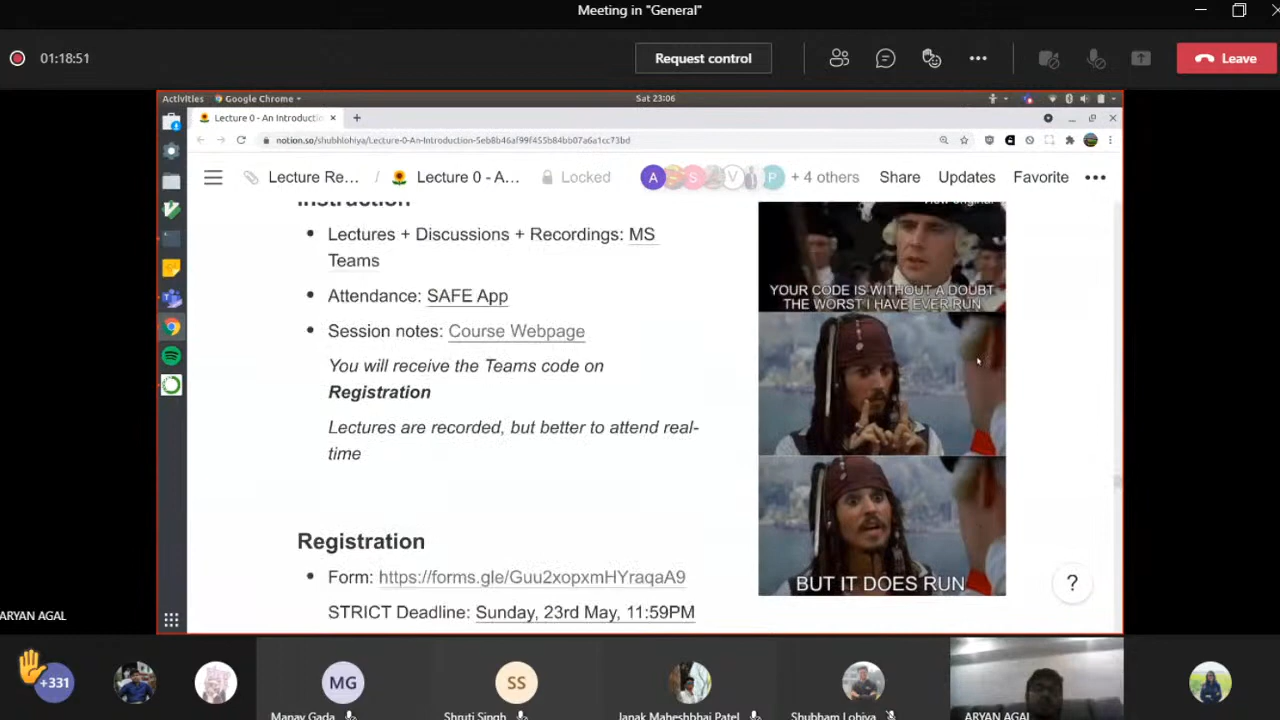 Meeting in "General"
01:18:51
Request control
Leave
Activities
Google Chrome
Sat 23:06
Lecture 0 - An Introductio
notion.so/shubhlohiya/Lecture-0-An-Introduction-5eb8b46af99f455b84bb07a6a1cc73bd
Lecture Re... / Lecture 0 - A... Locked
A S V P + 4 others Share Updates Favorite
Instruction
View original
Lectures + Discussions + Recordings: MS
Teams
Attendance: SAFE App
Session notes: Course Webpage
You will receive the Teams code on
Registration
Lectures are recorded, but better to attend real-
time
YOUR CODE IS WITHOUT A DOUBT
THE WORST I HAVE EVER RUN
BUT IT DOES RUN
Registration
Form: https://forms.gle/Guu2xopxmHYraqaA9
STRICT Deadline: Sunday, 23rd May, 11:59PM
?
ARYAN AGAL
+331
MG
SS
Manav Gada
Shruti Singh
Janak Maheshbhai Patel
Shubham Lohiya
ARYAN AGAL